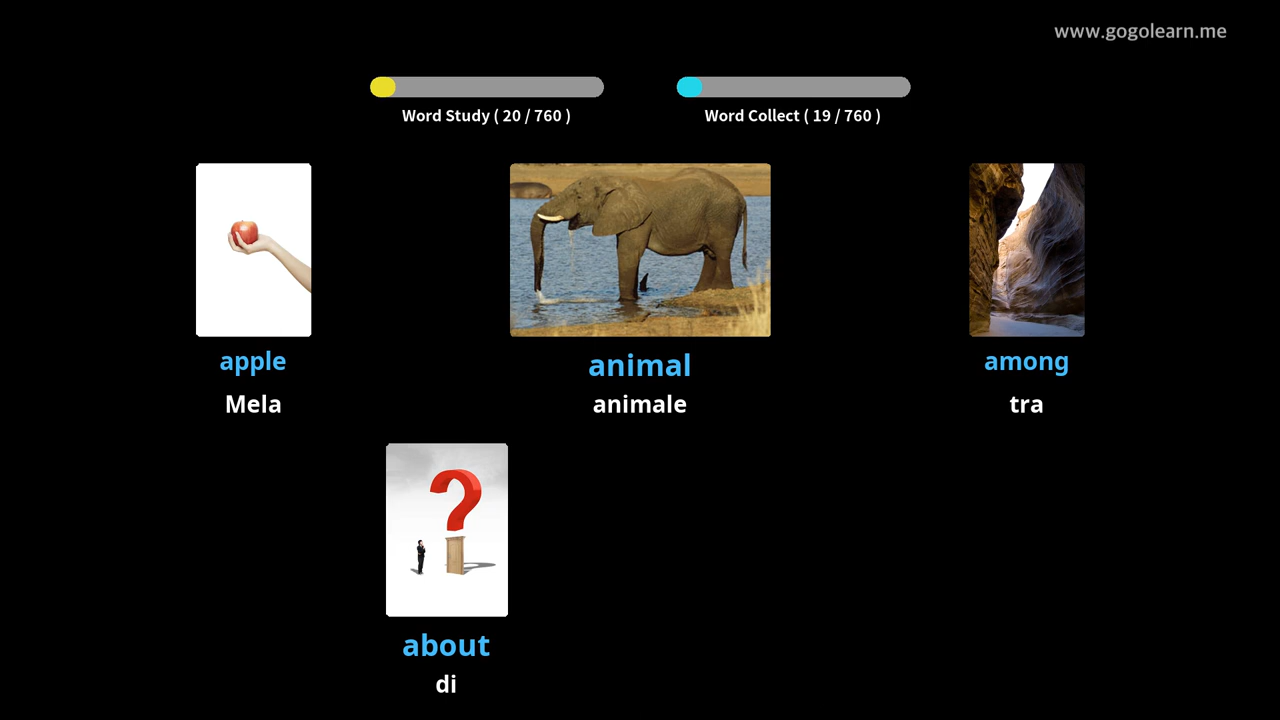 www.gogolearn.me
Word Study ( 20 / 760 )
Word Collect ( 19 / 760 )
apple
Mela
animal
animale
among
tra
about
di